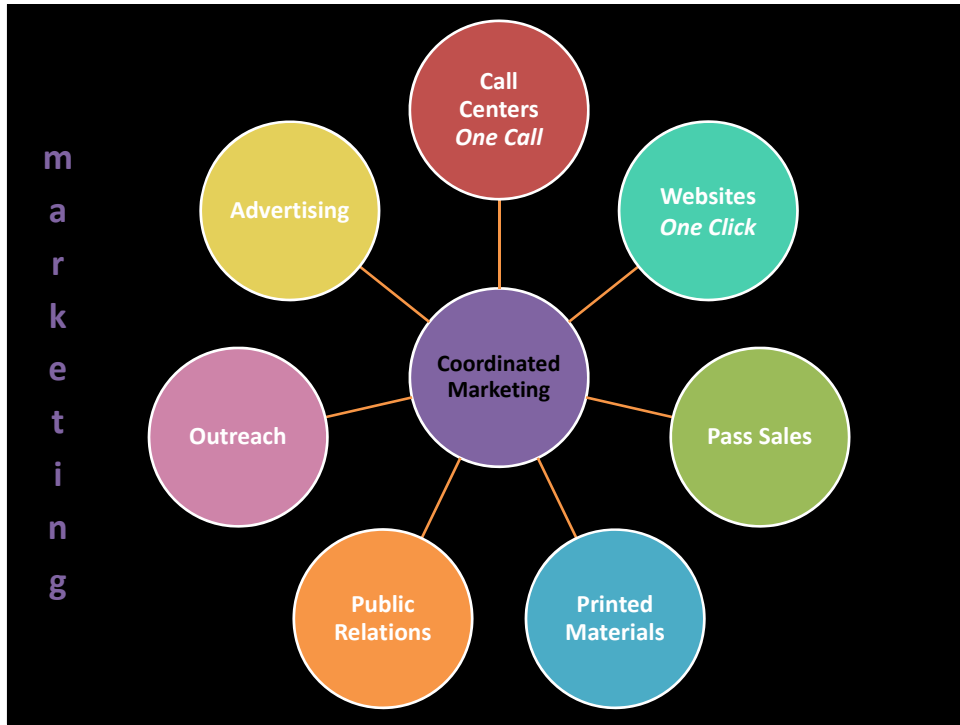 m
a
r
k
e
t
i
n
g
Call
Centers
One Call
Websites
One Click
Pass Sales
Printed
Materials
Public
Relations
Outreach
Advertising
Coordinated
Marketing